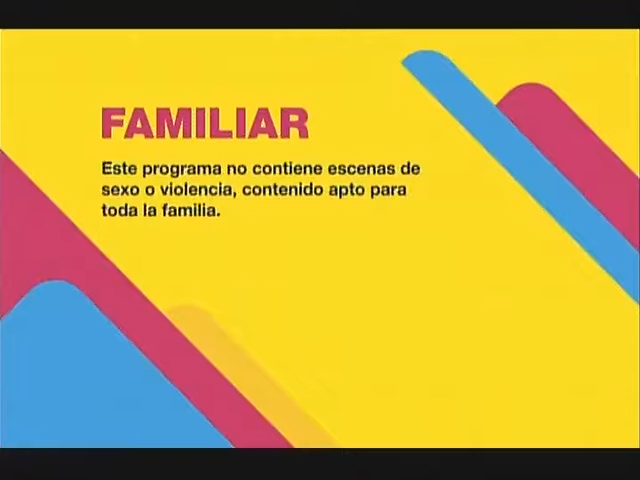 FAMILIAR
Este programa no contiene escenas de
sexo o violencia, contenido apto para
toda la familia.